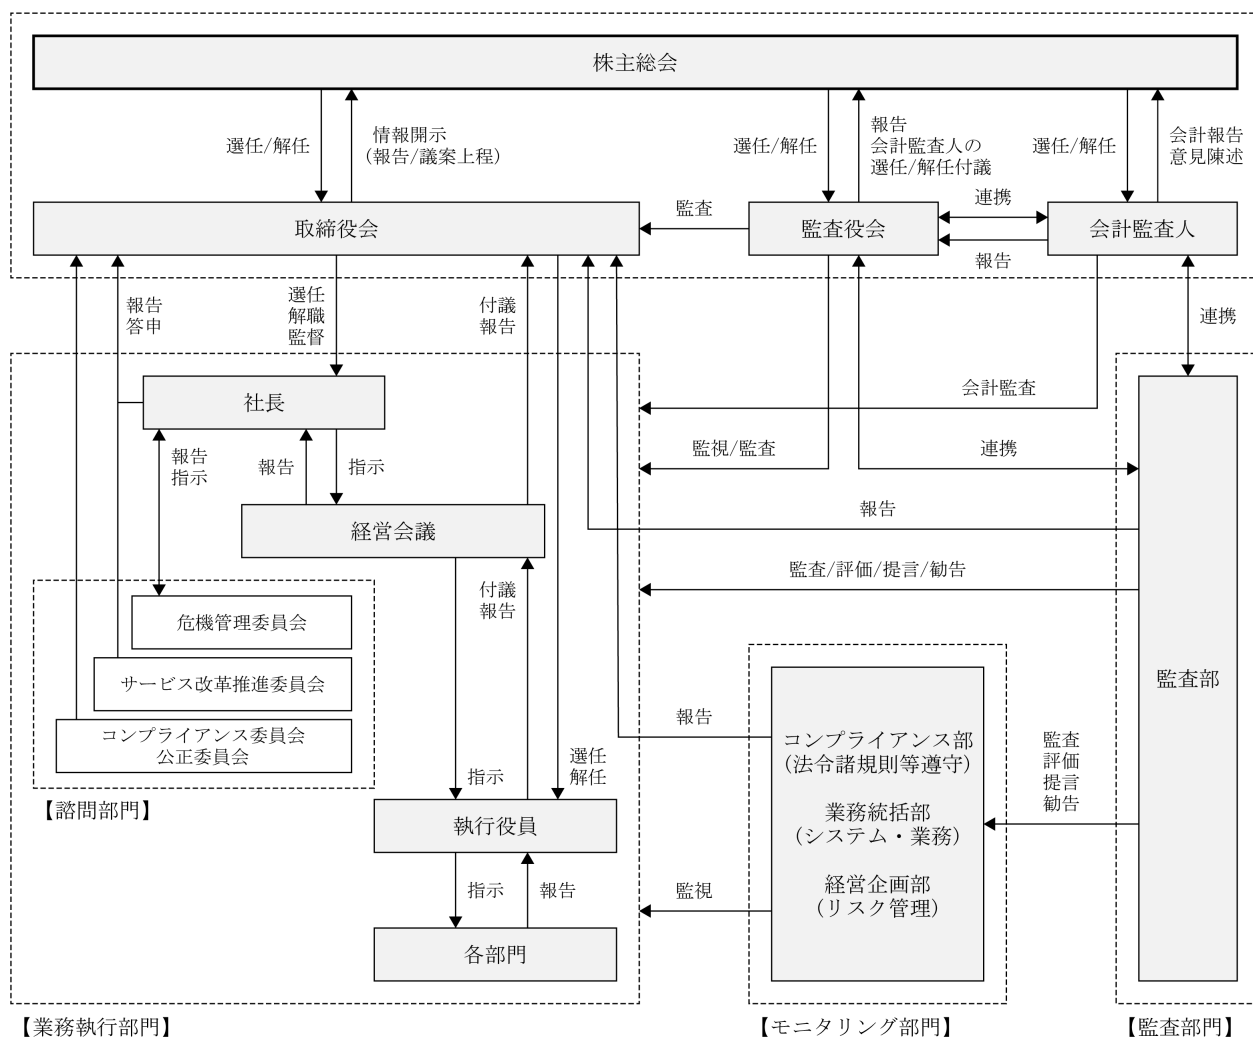 株主総会
選任/解任
情報開示
（報告/議案上程）
選任/解任
報告
会計監査人の
選任/解任付議
選任/解任
会計報告
意見陳述
取締役会
監査
監査役会
連携
報告
会計監査人
報告
答申
選任
解職
監督
付議
報告
連携
社長
会計監査
報告
指示
報告
指示
監視/監査
連携
経営会議
報告
付議
報告
監査/評価/提言/勧告
危機管理委員会
サービス改革推進委員会
コンプライアンス委員会
公正委員会
【諮問部門】
監査部
報告
コンプライアンス部
（法令諸規則等遵守）
業務統括部
（システム・業務）
経営企画部
（リスク管理）
監査
評価
提言
勧告
指示
選任
解任
執行役員
指示
報告
監視
各部門
【業務執行部門】
【モニタリング部門】
【監査部門】